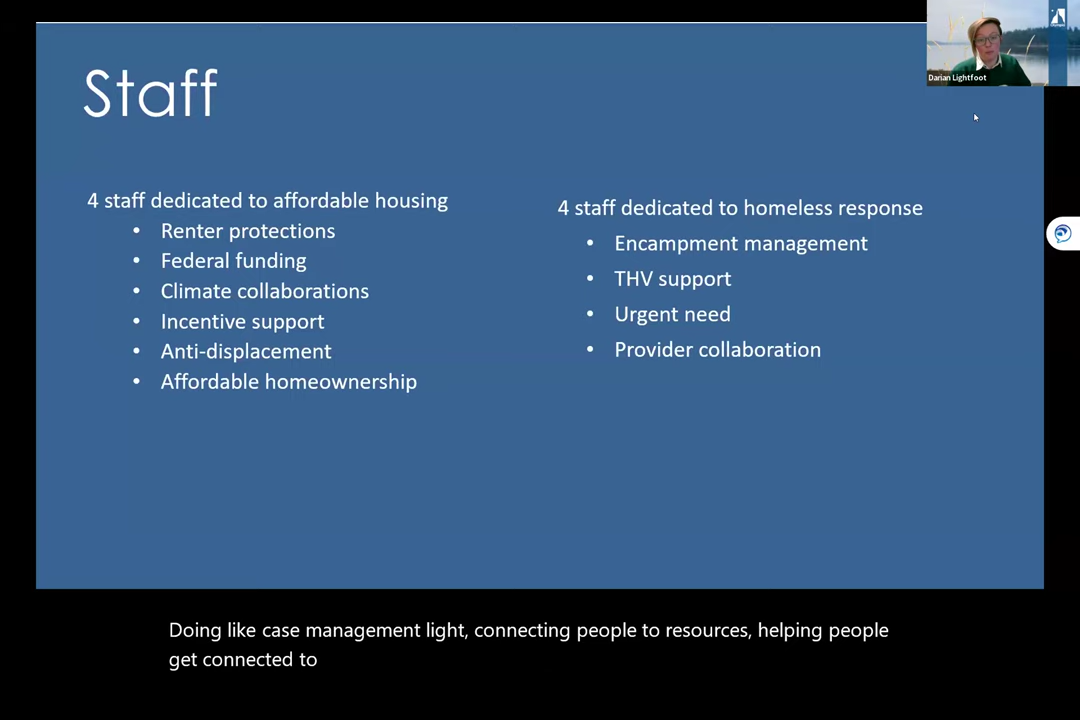 Staff
4 staff dedicated to affordable housing
• Renter protections
• Federal funding
• Climate collaborations
• Incentive support
• Anti-displacement
• Affordable homeownership
4 staff dedicated to homeless response
• Encampment management
• THV support
• Urgent need
• Provider collaboration
Darian Lightfoot
Doing like case management light, connecting people to resources, helping people
get connected to